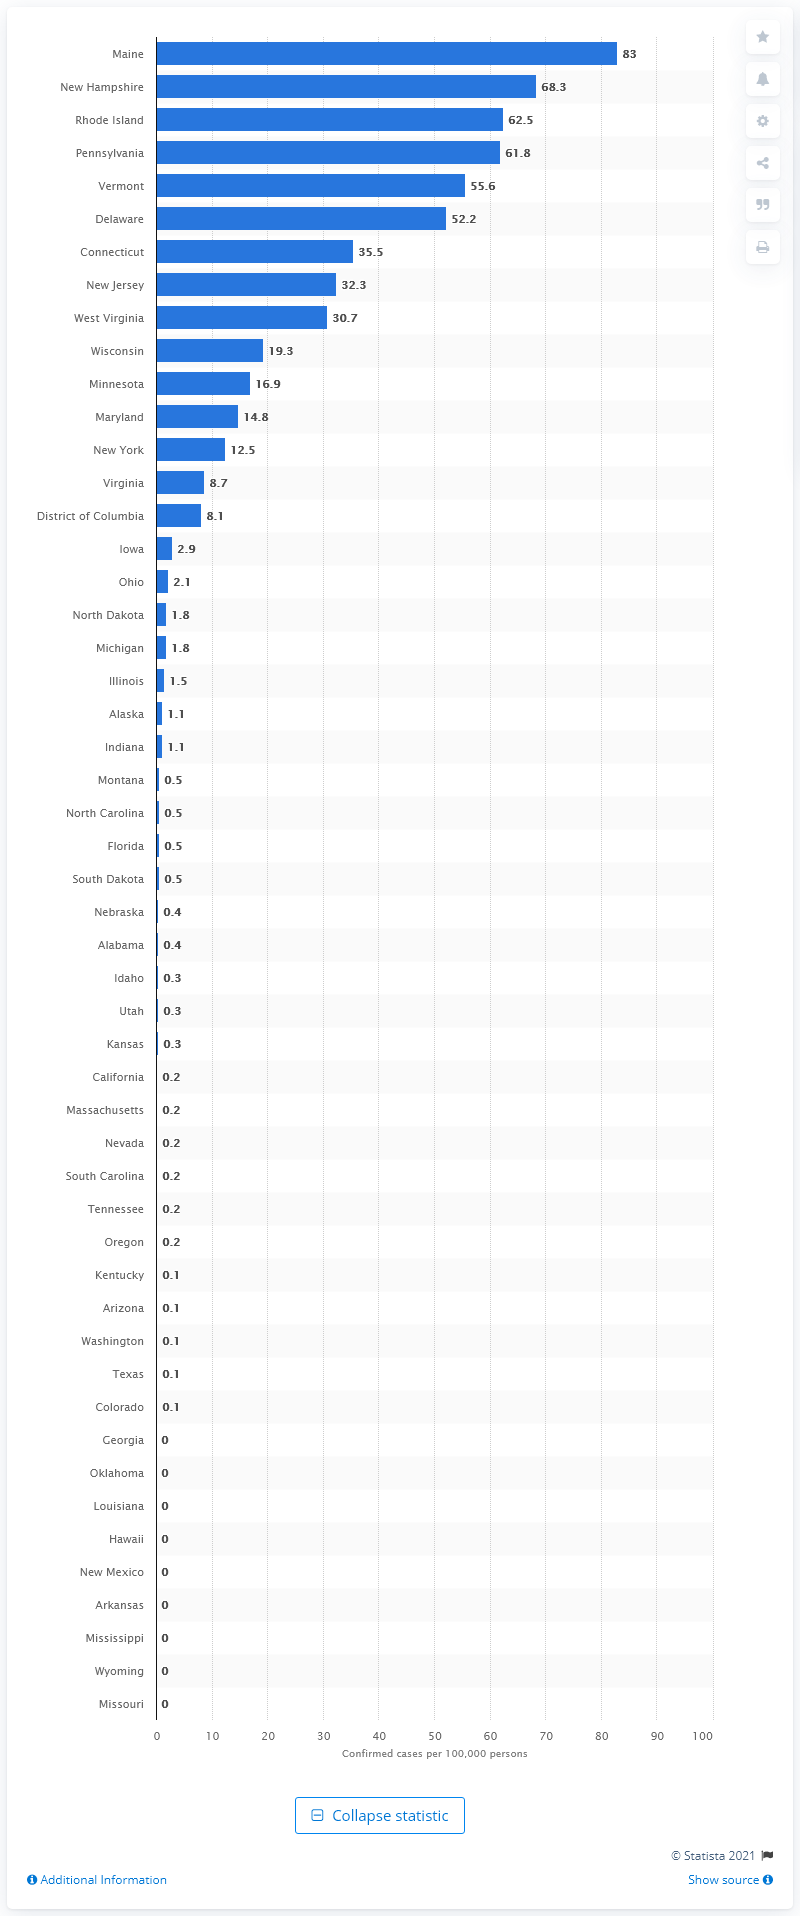 Maine 83
New Hampshire 68.3
Rhode Island 62.5
Pennsylvania 61.8
Vermont 55.6
Delaware 52.2
Connecticut 35.5
New Jersey 32.3
West Virginia 30.7
Wisconsin 19.3
Minnesota 16.9
Maryland 14.8
New York 12.5
Virginia 8.7
District of Columbia 8.1
Iowa 2.9
Ohio 2.1
North Dakota 1.8
Michigan 1.8
Illinois 1.5
Alaska 1.1
Indiana 1.1
Montana 0.5
North Carolina 0.5
Florida 0.5
South Dakota 0.5
Nebraska 0.4
Alabama 0.4
Idaho 0.3
Utah 0.3
Kansas 0.3
California 0.2
Massachusetts 0.2
Nevada 0.2
South Carolina 0.2
Tennessee 0.2
Oregon 0.2
Kentucky 0.1
Arizona 0.1
Washington 0.1
Texas 0.1
Colorado 0.1
Georgia 0
Oklahoma 0
Louisiana 0
Hawaii 0
New Mexico 0
Arkansas 0
Mississippi 0
Wyoming 0
Missouri 0
0 10 20 30 40 50 60 70 80 90 100
Confirmed cases per 100,000 persons
Collapse statistic
© Statista 2021
Additional Information Show source